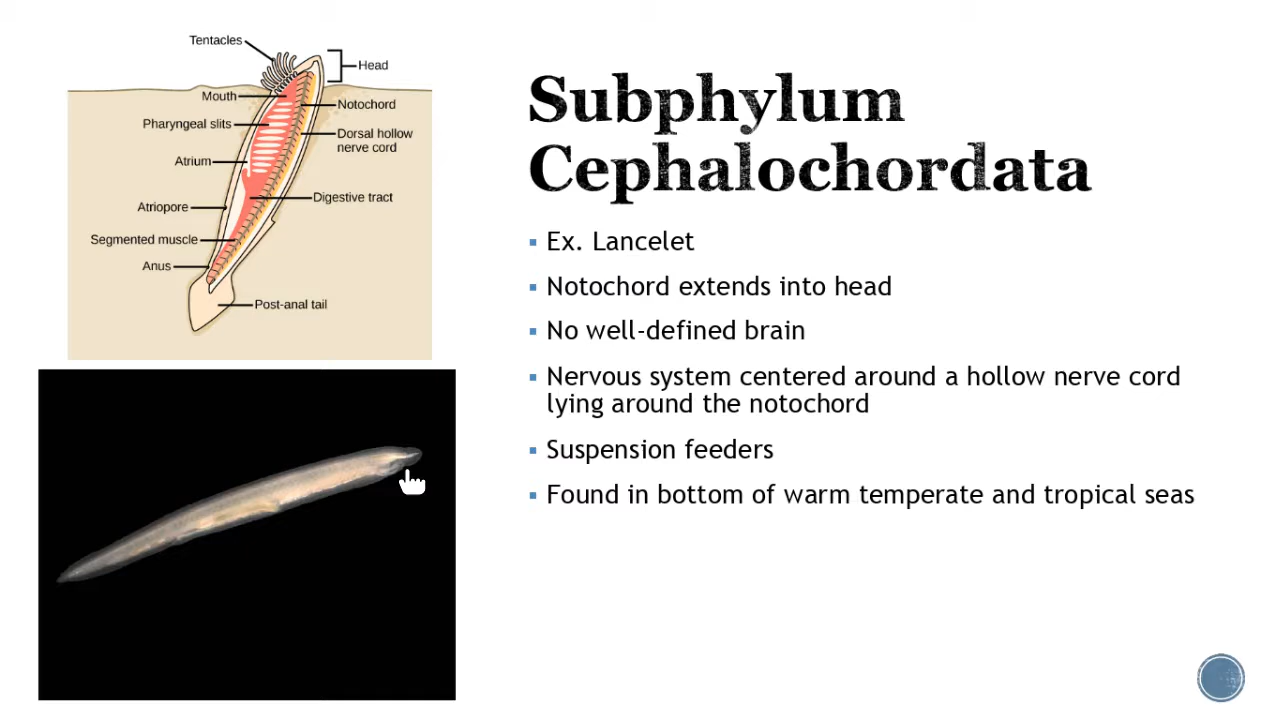 Tentacles
Head
Mouth
Notochord
Pharyngeal slits
Dorsal hollow
nerve cord
Atrium
Digestive tract
Atriopore
Segmented muscle
Anus
Post-anal tail
Subphylum
Cephalochordata
Ex. Lancelet
Notochord extends into head
No well-defined brain
Nervous system centered around a hollow nerve cord
lying around the notochord
Suspension feeders
Found in bottom of warm temperate and tropical seas